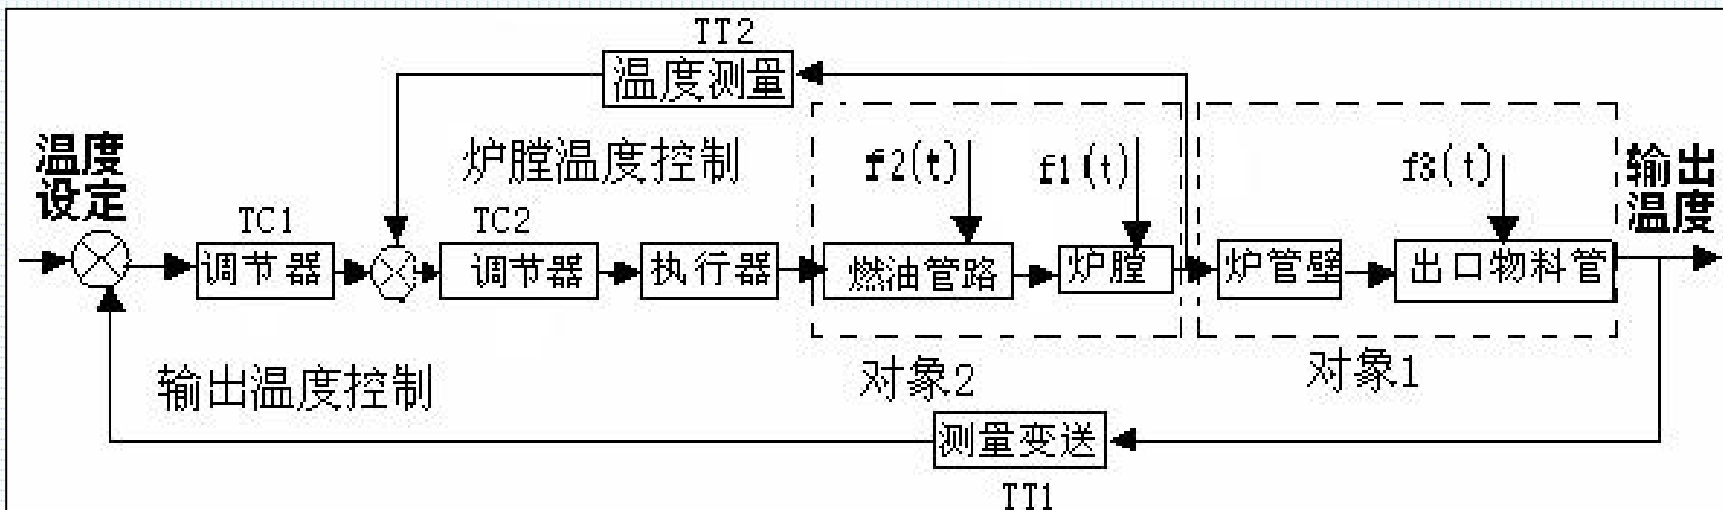 TT2
温度测量
炉膛温度控制
f2(t)
f1(t)
f3(t)
温度
设定
输出
温度
TC1
TC2
调节器
调节器
执行器
燃油管路
炉膛
炉管壁
出口物料管
输出温度控制
对象2
对象1
测量变送
TT1